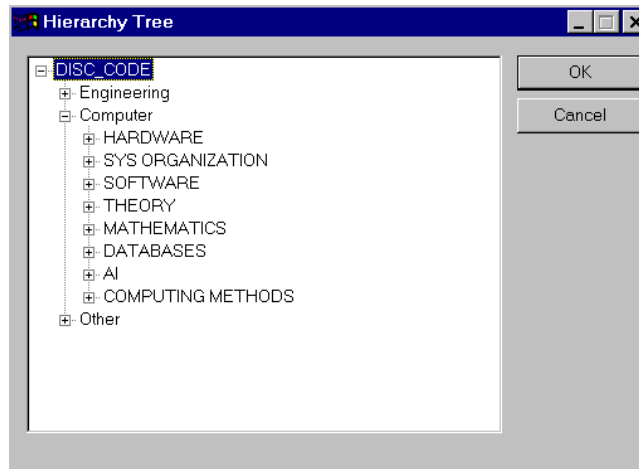 Hierarchy Tree
DISC_CODE
OK
Engineering
Computer
Cancel
HARDWARE
SYS ORGANIZATION
SOFTWARE
THEORY
MATHEMATICS
DATABASES
AI
COMPUTING METHODS
Other